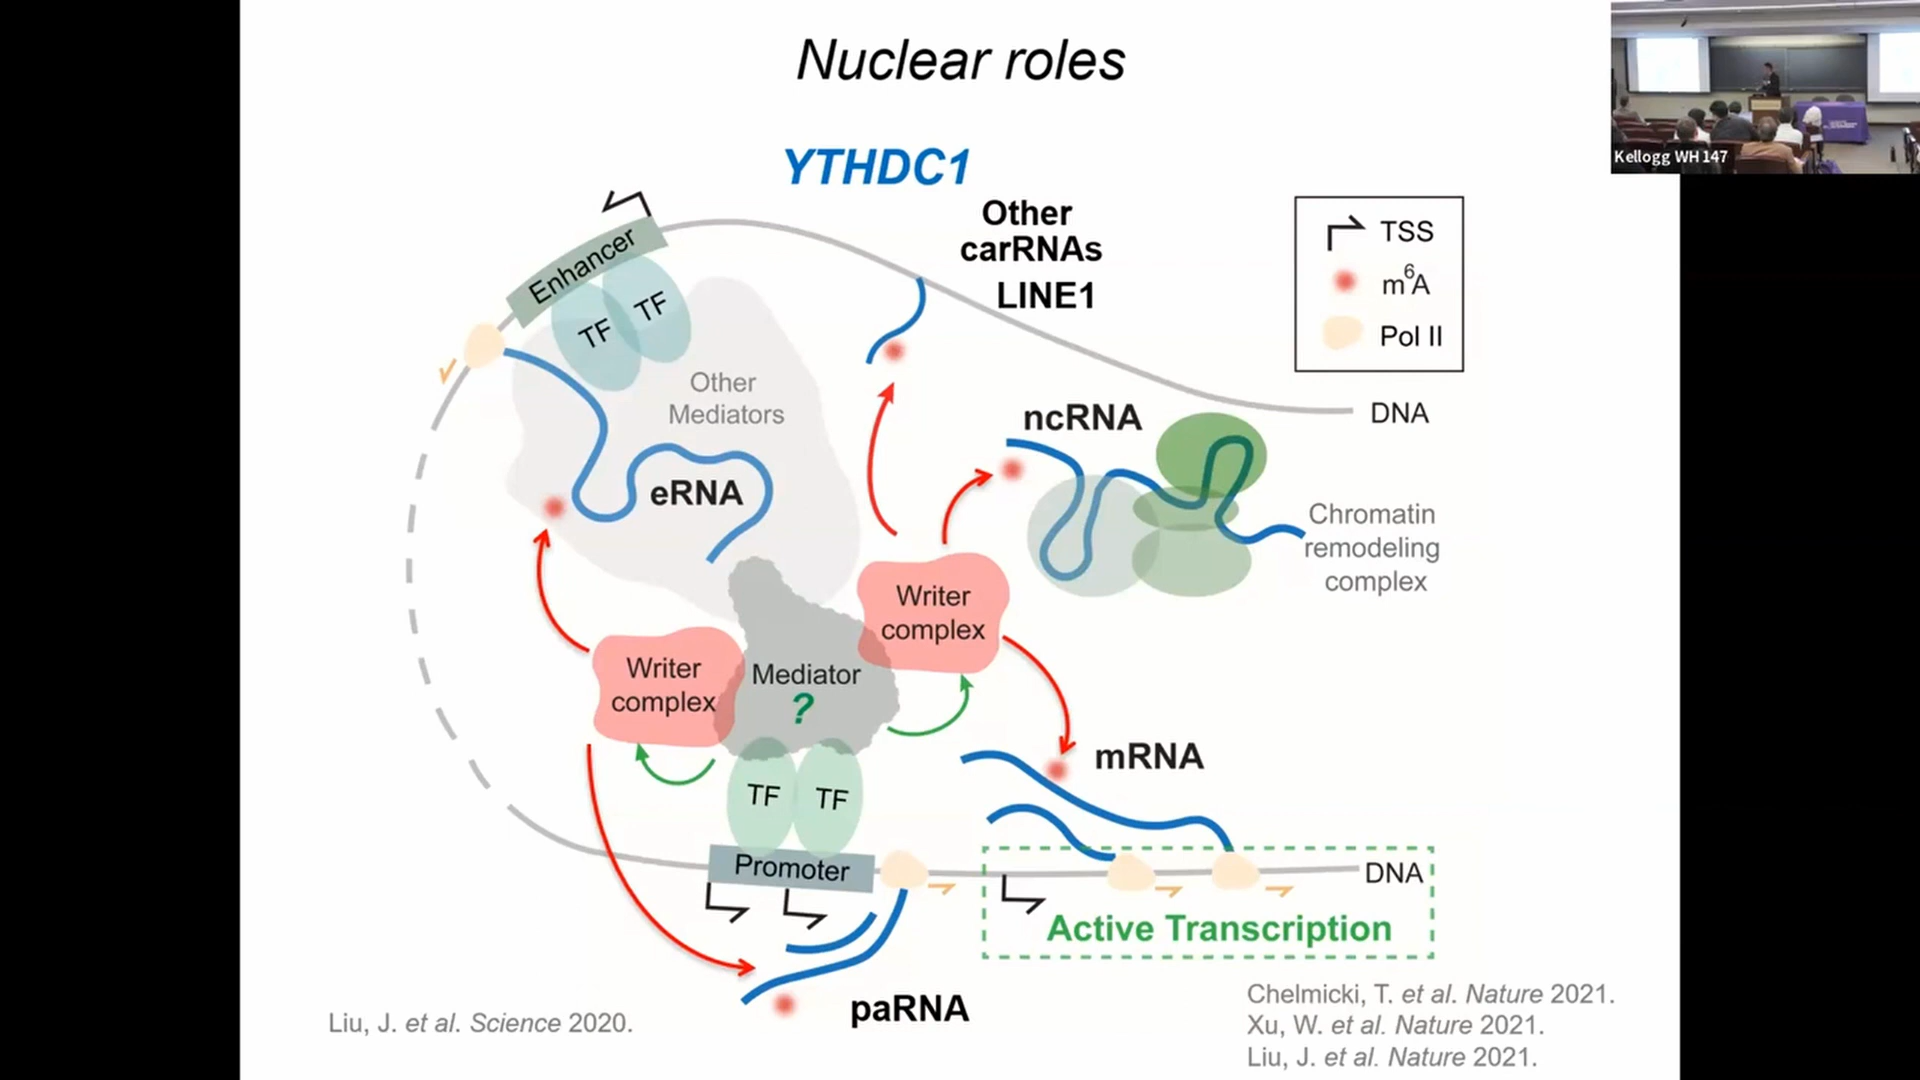 Nuclear roles
Kellogg WH 147
YTHDC1
Other
carRNAs
LINE1
TSS
m⁶A
Pol II
Enhancer
TF
TF
Other
Mediators
eRNA
ncRNA
DNA
Chromatin
remodeling
complex
Writer
complex
Writer
complex
Mediator
?
mRNA
TF
TF
Promoter
DNA
Active Transcription
paRNA
Liu, J. et al. Science 2020.
Chelmicki, T. et al. Nature 2021.
Xu, W. et al. Nature 2021.
Liu, J. et al. Nature 2021.